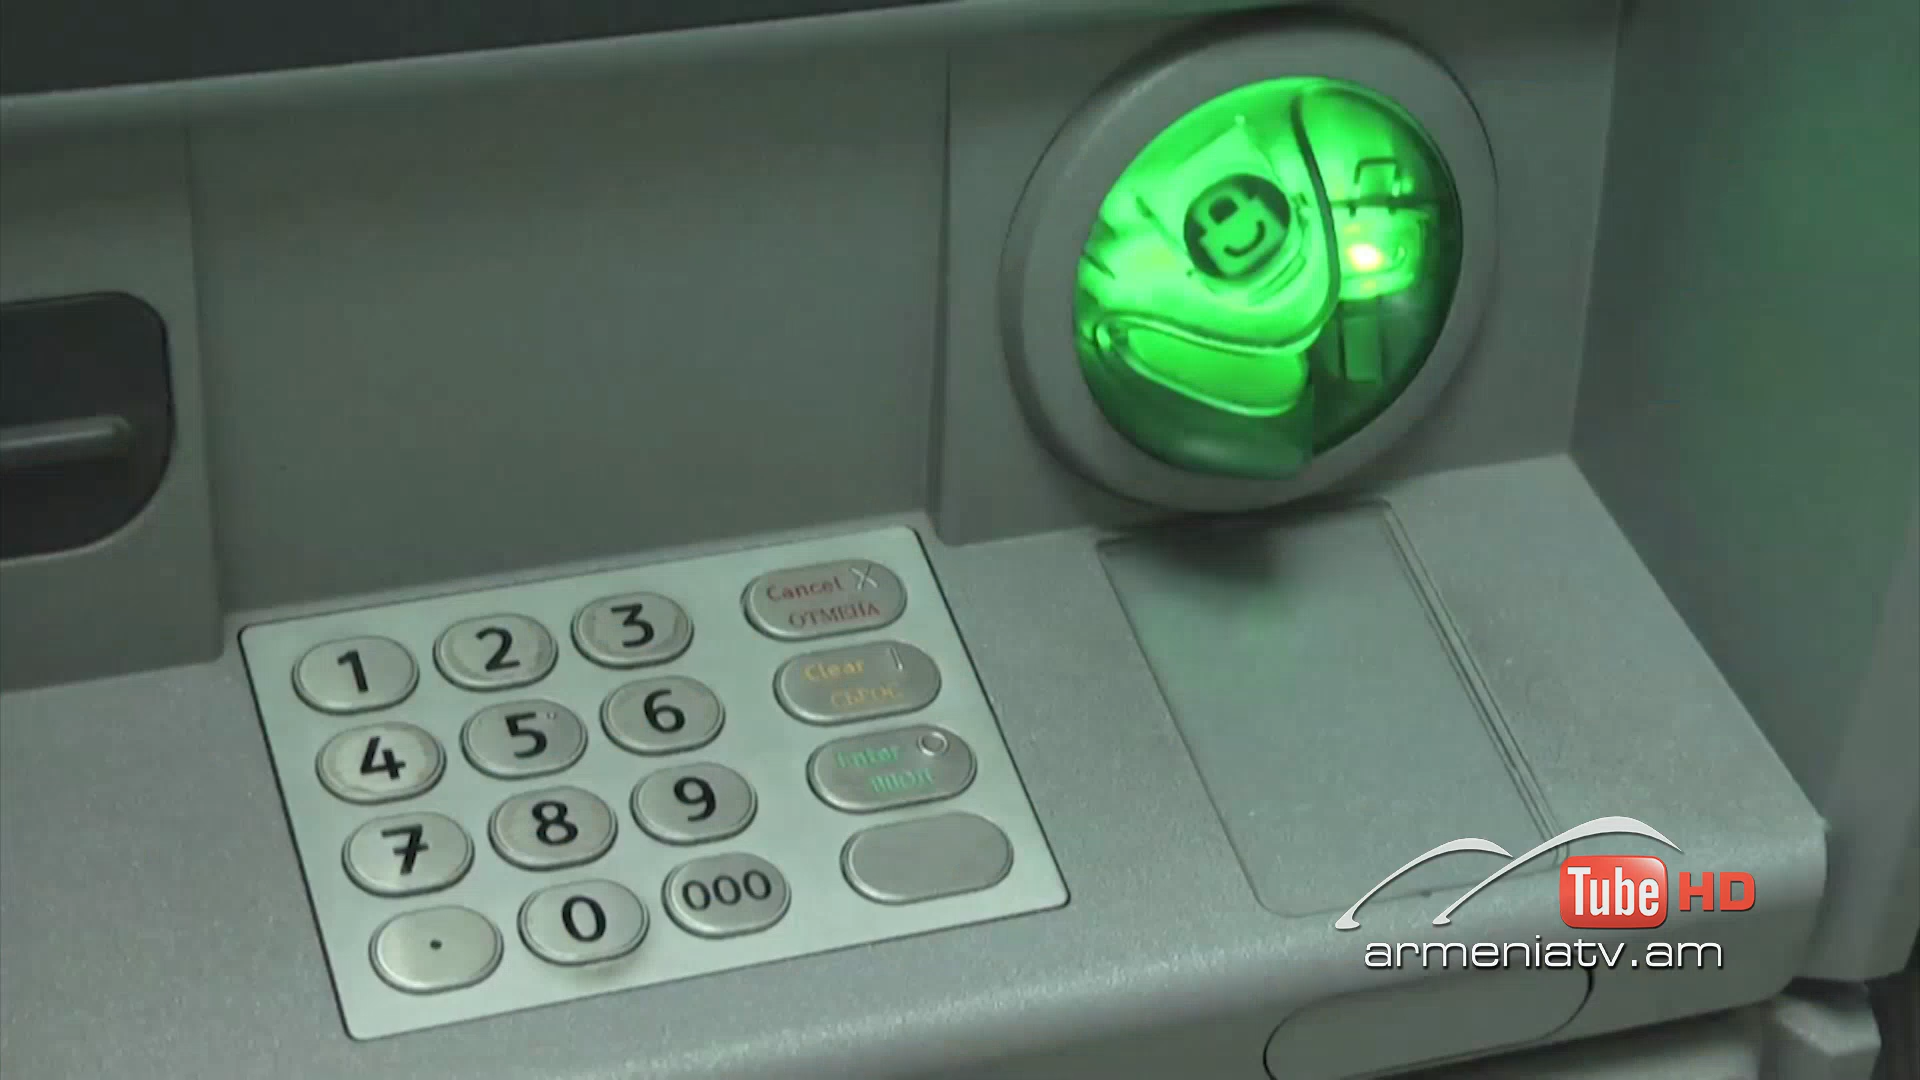 1 2 3 Cancel X
ОТМЕНА
4 5 6 Clear |
СБРОС
7 8 9 Enter O
ВВОД
. 0 000
Tube HD
armeniatv.am